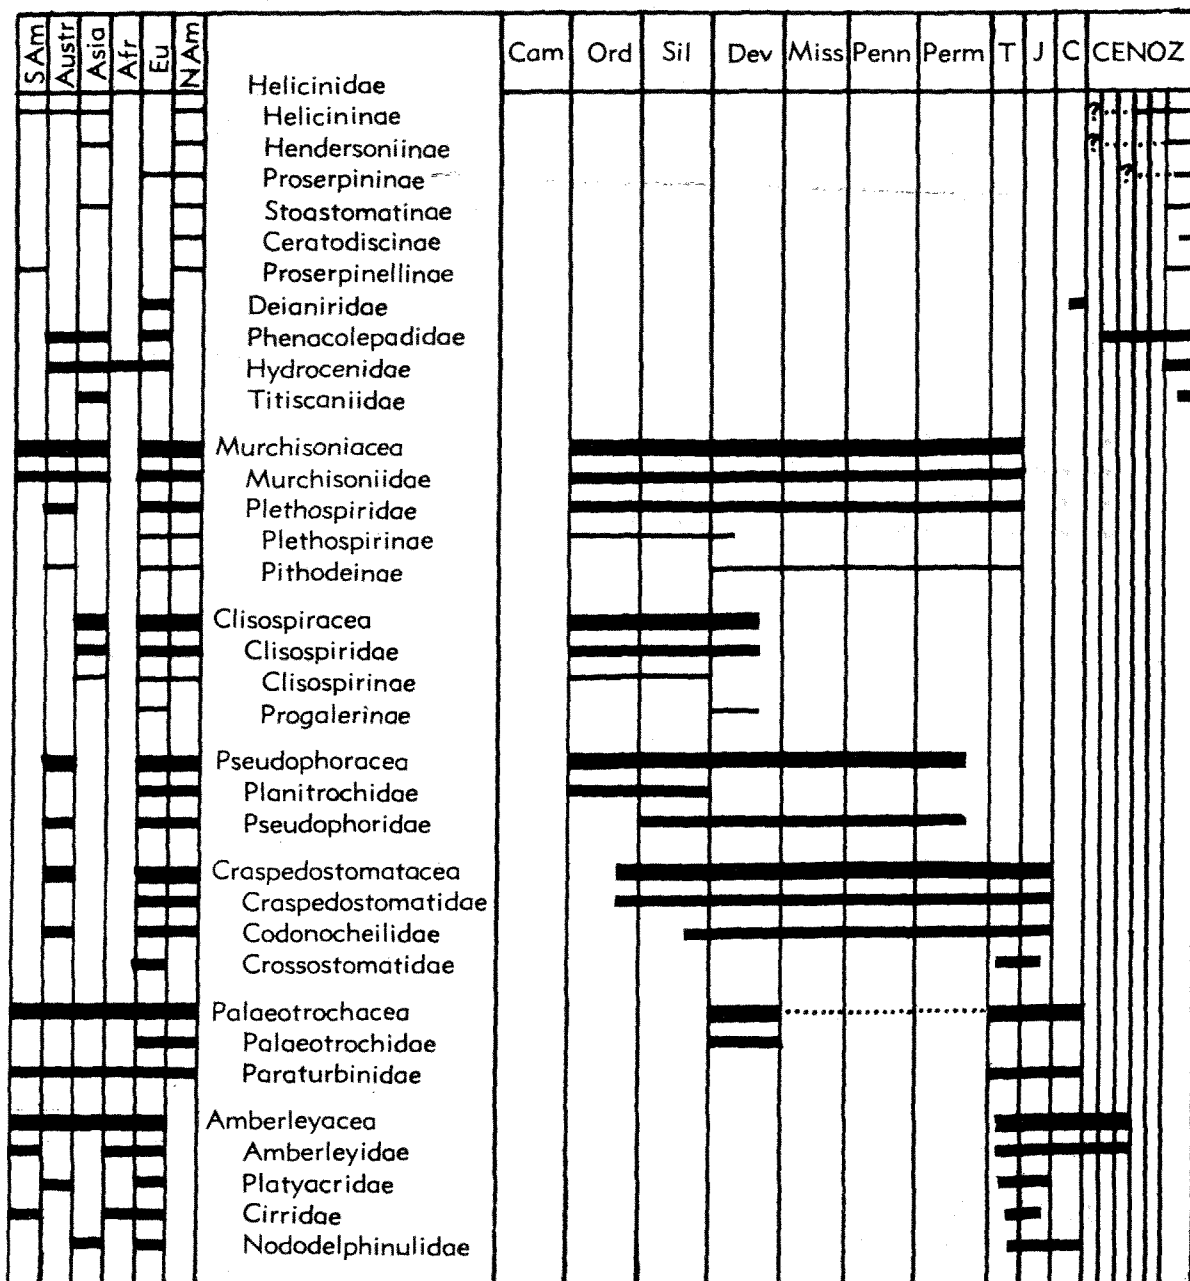 S Am Austr Asia Afr Eu N Am Cam Ord Sil Dev Miss Penn Perm T J C CENOZ
Helicinidae
Helicininae ?
Hendersoniinae ?
Proserpininae ?
Stoastomatinae
Ceratodiscinae
Proserpinellinae
Deianiridae
Phenacolepadidae
Hydrocenidae
Titiscaniidae
Murchisoniacea
Murchisoniidae
Plethospiridae
Plethospirinae
Pithodeinae
Clisospiracea
Clisospiridae
Clisospirinae
Progalerinae
Pseudophoracea
Planitrochidae
Pseudophoridae
Craspedostomatacea
Craspedostomatidae
Codonocheilidae
Crossostomatidae
Palaeotrochacea
Palaeotrochidae
Paraturbinidae
Amberleyacea
Amberleyidae
Platyacridae
Cirridae
Nododelphinulidae